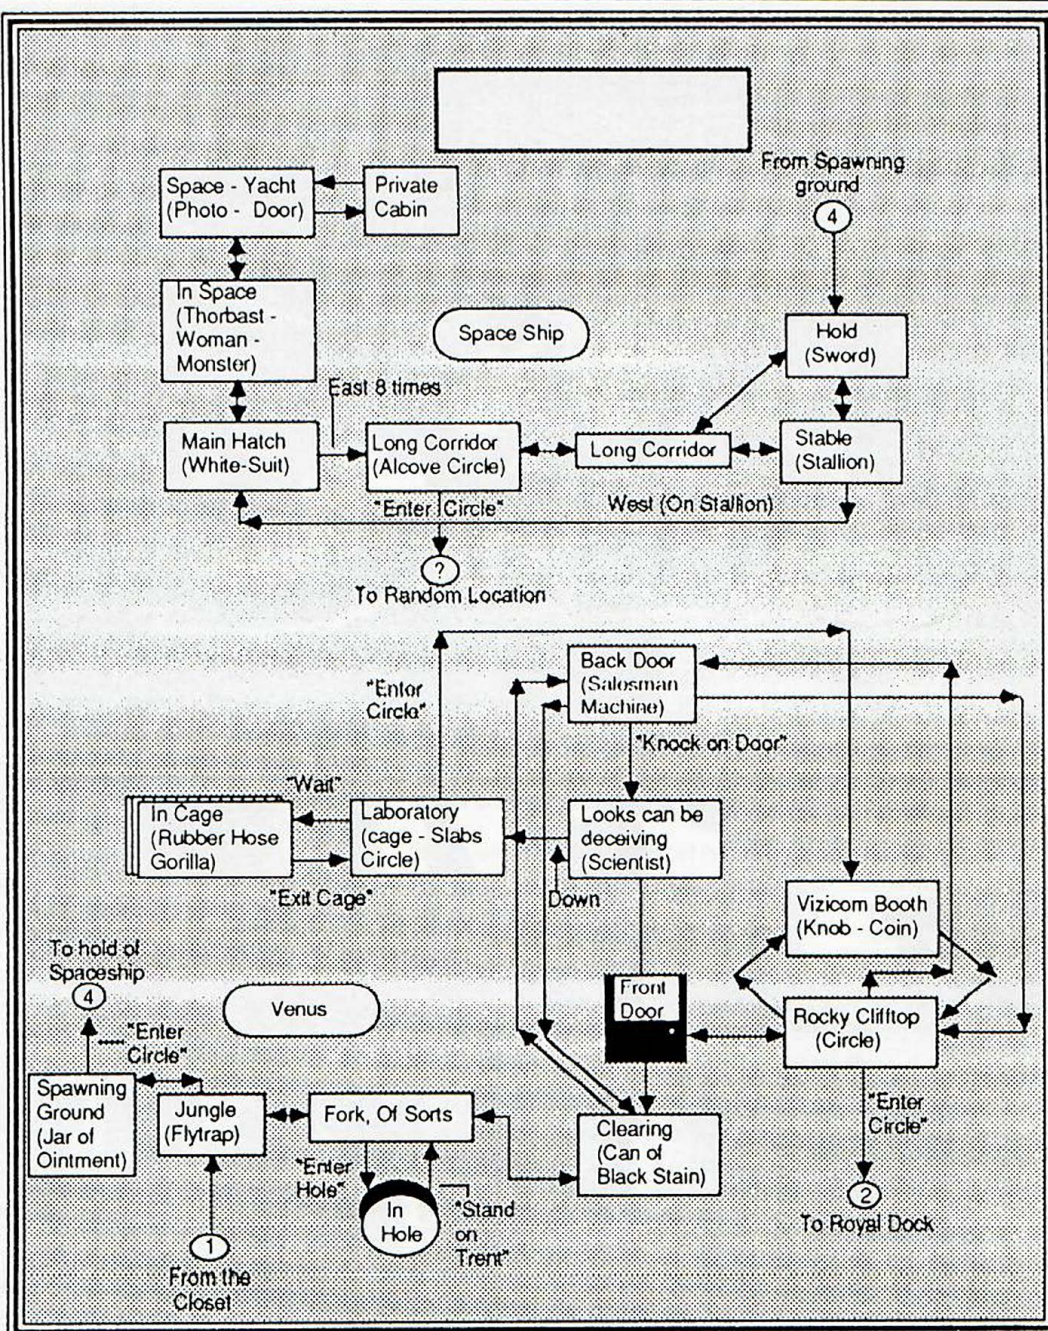 From Spawning
ground
4
Space - Yacht
(Photo - Door)
Private
Cabin
In Space
(Thorbast -
Woman -
Monster)
Space Ship
Hold
(Sword)
East 8 times
Main Hatch
(White-Suit)
Long Corridor
(Alcove Circle)
Long Corridor
Stable
(Stallion)
"Enter Circle"
West (On Stallion)
?
To Random Location
Back Door
(Salesman
Machine)
"Enter
Circle"
"Knock on Door"
"Wait"
In Cage
(Rubber Hose
Gorilla)
Laboratory
(cage - Slabs
Circle)
Looks can be
deceiving
(Scientist)
"Exit Cage"
Down
Vizicom Booth
(Knob - Coin)
To hold of
Spaceship
4
Venus
Front
Door
Rocky Clifftop
(Circle)
"Enter
Circle"
Spawning
Ground
(Jar of
Ointment)
Jungle
(Flytrap)
Fork, Of Sorts
Clearing
(Can of
Black Stain)
"Enter
Circle"
"Enter
Hole"
In
Hole
"Stand
on
Trent"
2
To Royal Dock
1
From the
Closet